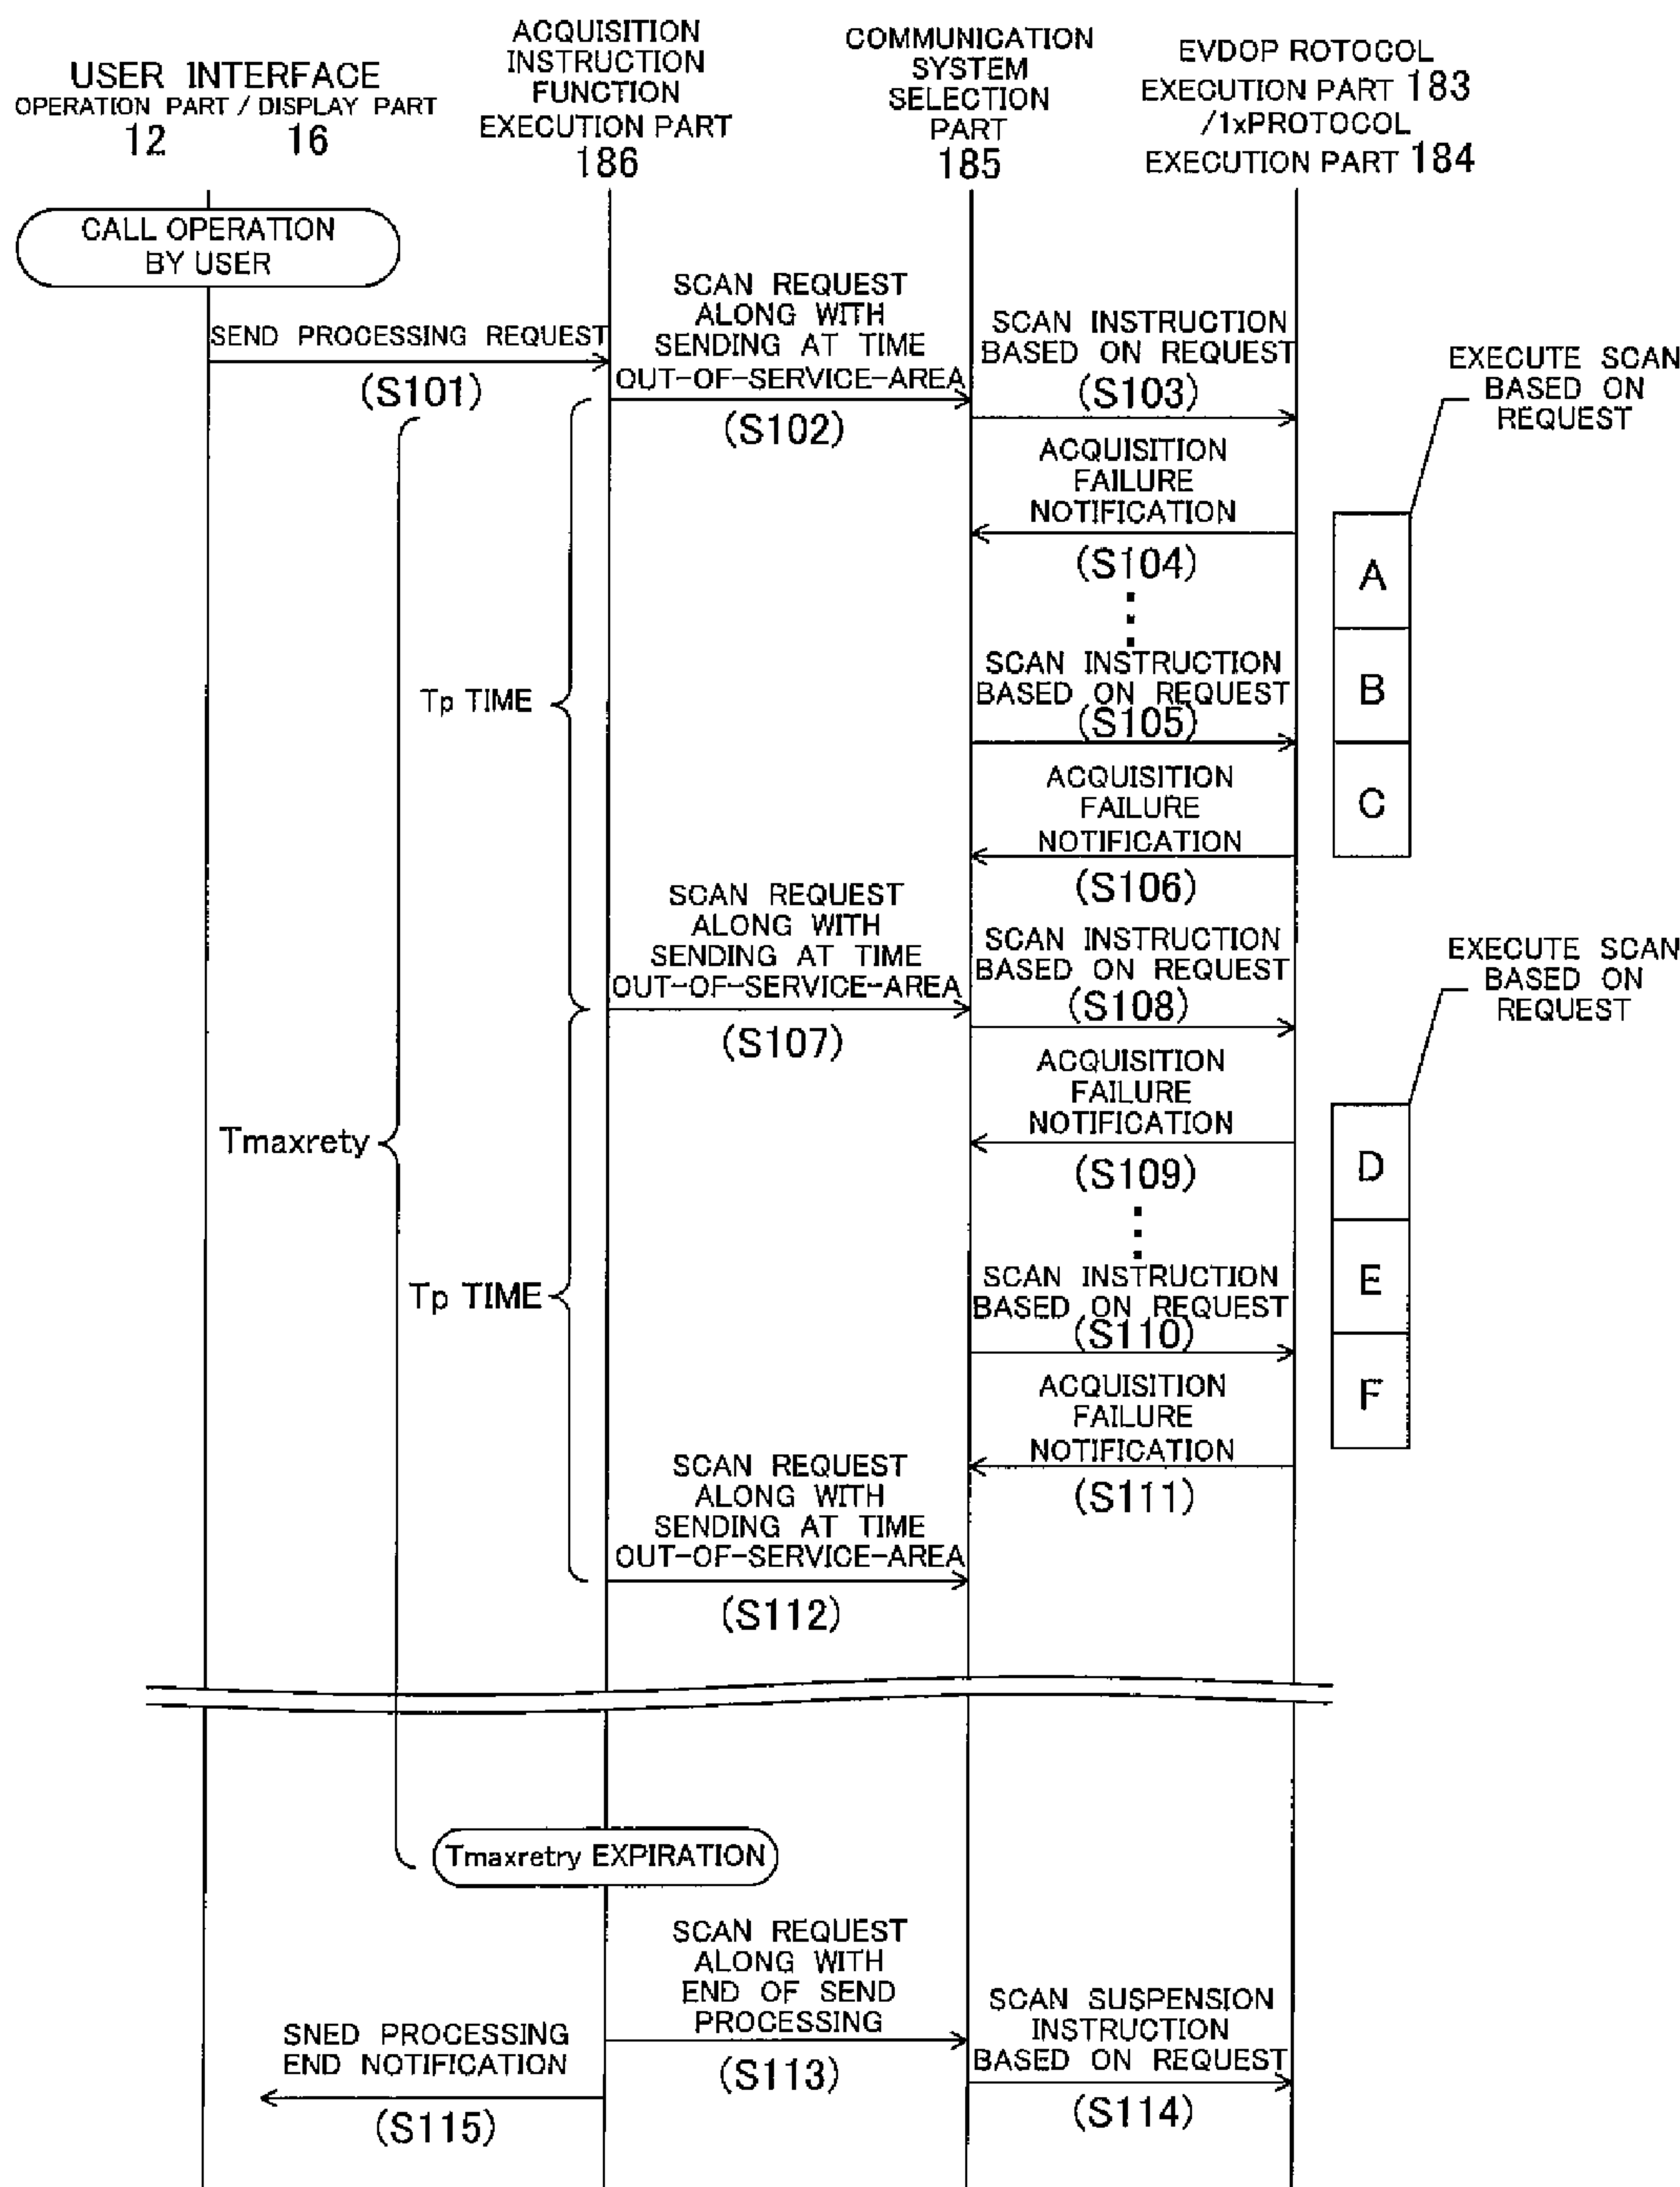 USER INTERFACE
OPERATION PART / DISPLAY PART
12 16
ACQUISITION
INSTRUCTION
FUNCTION
EXECUTION PART
186
COMMUNICATION
SYSTEM
SELECTION
PART
185
EVDOP ROTOCOL
EXECUTION PART 183
/1xPROTOCOL
EXECUTION PART 184
CALL OPERATION
BY USER
SEND PROCESSING REQUEST
(S101)
SCAN REQUEST
ALONG WITH
SENDING AT TIME
OUT-OF-SERVICE-AREA
(S102)
SCAN INSTRUCTION
BASED ON REQUEST
(S103)
EXECUTE SCAN
BASED ON
REQUEST
ACQUISITION
FAILURE
NOTIFICATION
(S104)
A
SCAN INSTRUCTION
BASED ON REQUEST
(S105)
B
Tp TIME
ACQUISITION
FAILURE
NOTIFICATION
(S106)
C
SCAN REQUEST
ALONG WITH
SENDING AT TIME
OUT-OF-SERVICE-AREA
(S107)
SCAN INSTRUCTION
BASED ON REQUEST
(S108)
EXECUTE SCAN
BASED ON
REQUEST
ACQUISITION
FAILURE
NOTIFICATION
(S109)
Tmaxrety
D
SCAN INSTRUCTION
BASED ON REQUEST
(S110)
Tp TIME
E
ACQUISITION
FAILURE
NOTIFICATION
(S111)
F
SCAN REQUEST
ALONG WITH
SENDING AT TIME
OUT-OF-SERVICE-AREA
(S112)
Tmaxretry EXPIRATION
SCAN REQUEST
ALONG WITH
END OF SEND
PROCESSING
(S113)
SCAN SUSPENSION
INSTRUCTION
BASED ON REQUEST
(S114)
SNED PROCESSING
END NOTIFICATION
(S115)